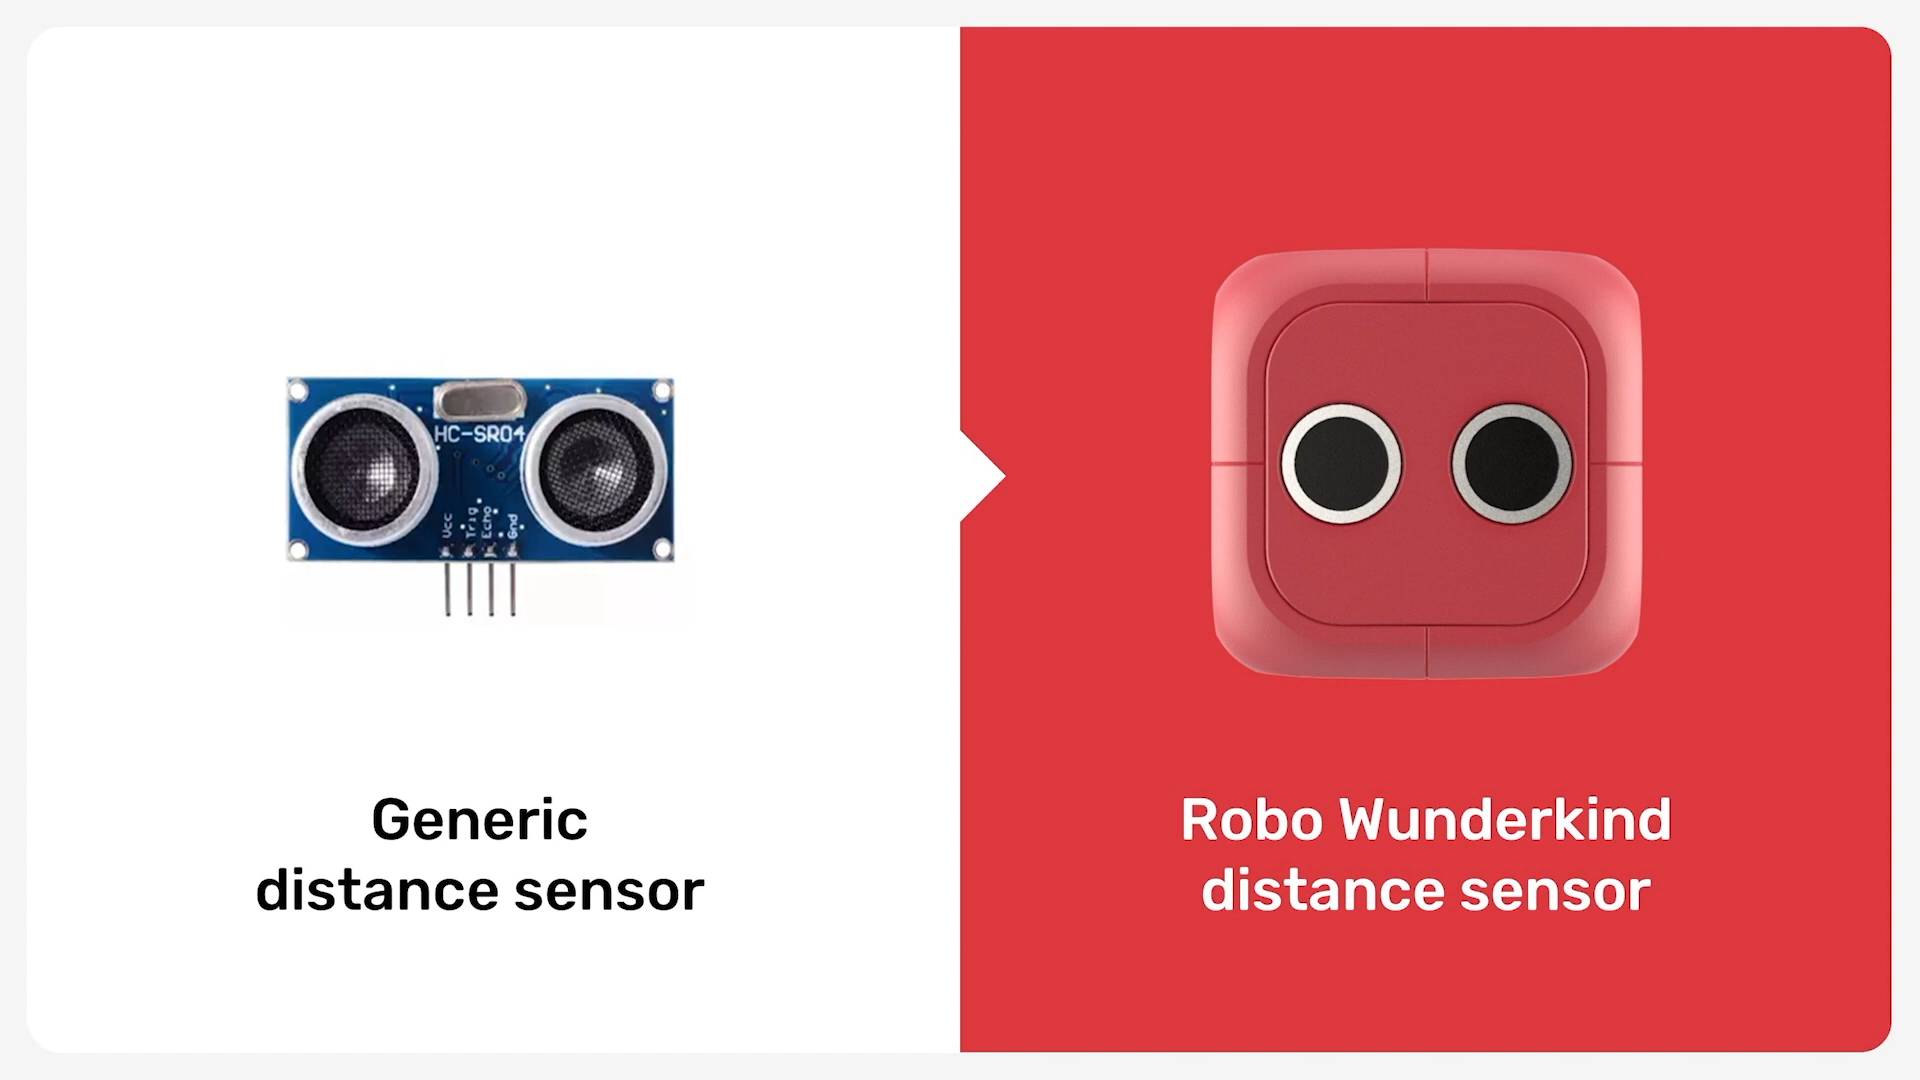 HC-SR04
Vcc
Trig
Echo
Gnd
Generic
distance sensor
Robo Wunderkind
distance sensor